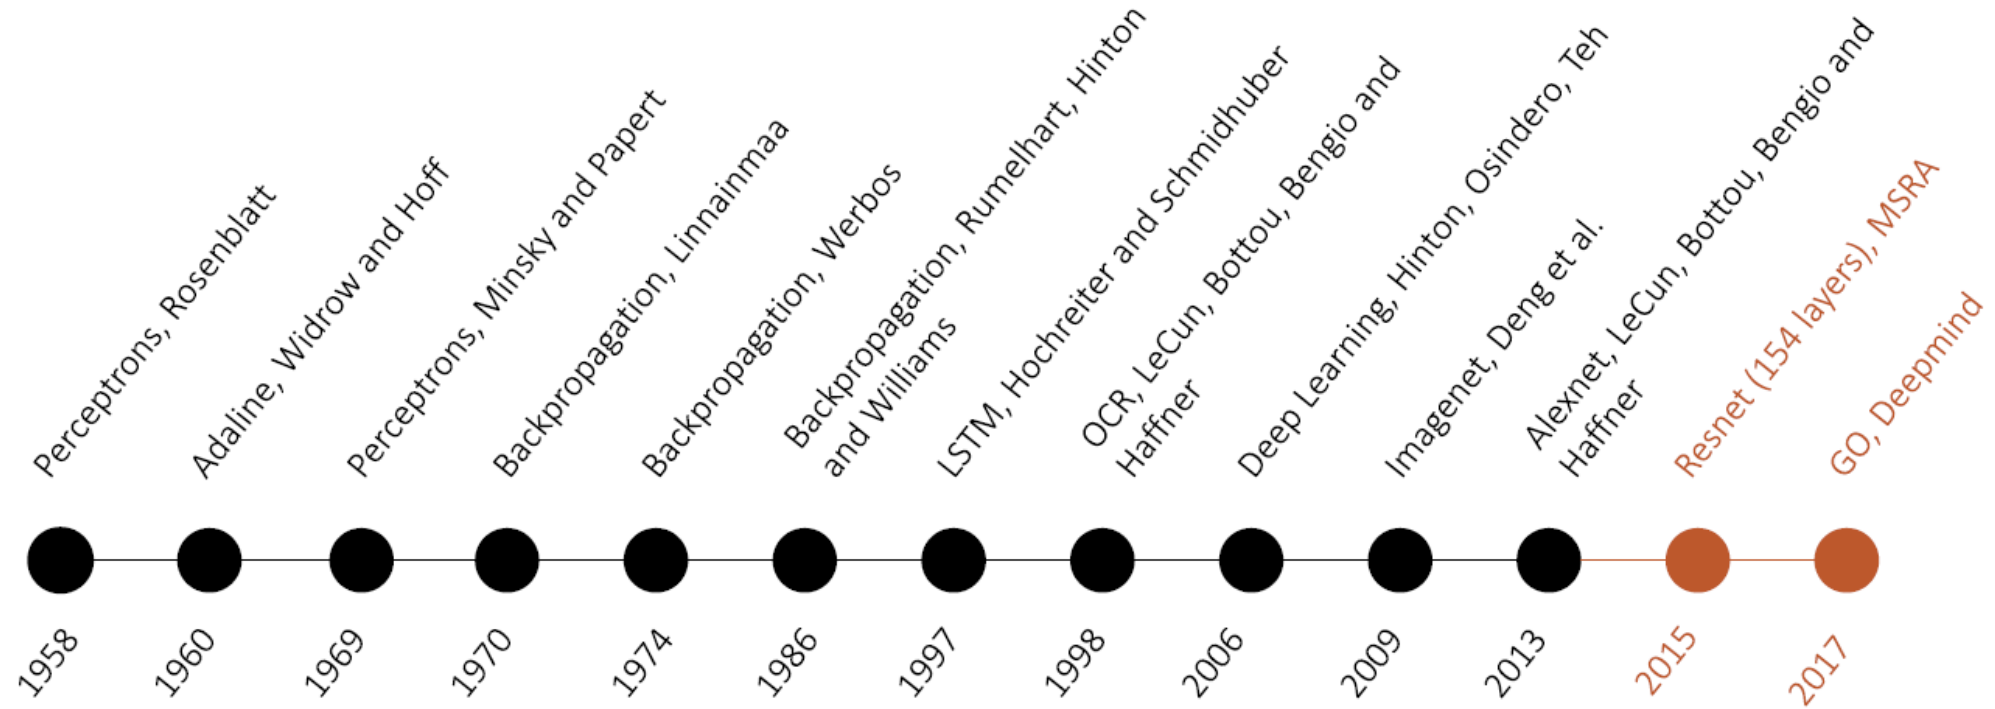 Perceptrons, Rosenblatt
Adaline, Widrow and Hoff
Perceptrons, Minsky and Papert
Backpropagation, Linnainmaa
Backpropagation, Werbos
Backpropagation, Rumelhart, Hinton
and Williams
LSTM, Hochreiter and Schmidhuber
OCR, LeCun, Bottou, Bengio and
Haffner
Deep Learning, Hinton, Osindero, Teh
Imagenet, Deng et al.
Alexnet, LeCun, Bottou, Bengio and
Haffner
Resnet (154 layers), MSRA
GO, Deepmind
1958
1960
1969
1970
1974
1986
1997
1998
2006
2009
2013
2015
2017